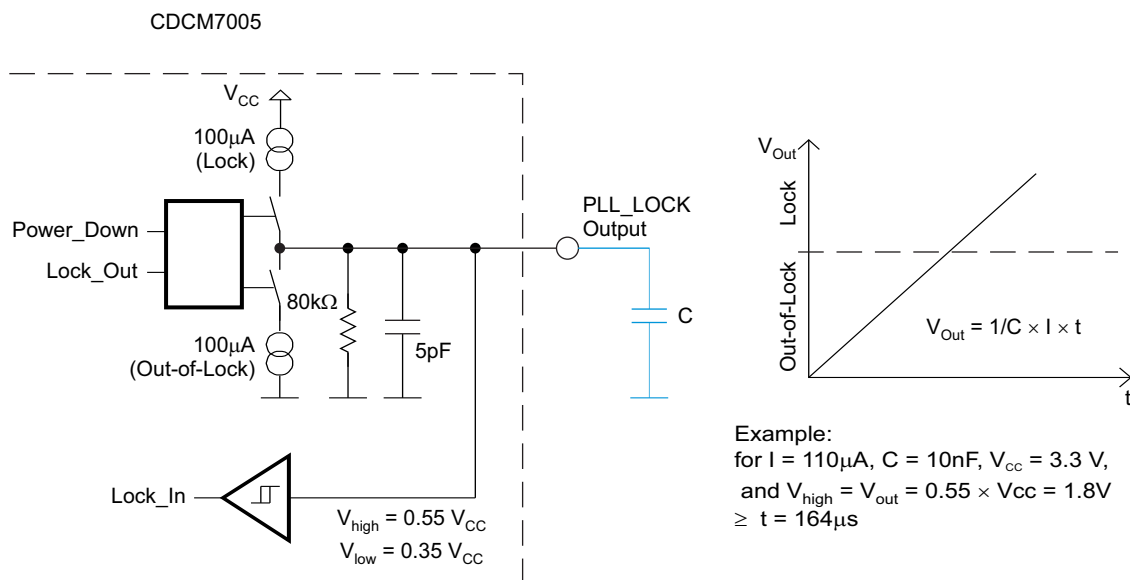 CDCM7005
V_CC
100μA
(Lock)
Power_Down
Lock_Out
80kΩ
100μA
(Out-of-Lock)
5pF
PLL_LOCK
Output
C
Lock_In
V_high = 0.55 V_CC
V_low = 0.35 V_CC
V_Out
Lock
Out-of-Lock
V_Out = 1/C × I × t
t
Example:
for I = 110μA, C = 10nF, V_CC = 3.3 V,
and V_high = V_out = 0.55 × Vcc = 1.8V
≥ t = 164μs